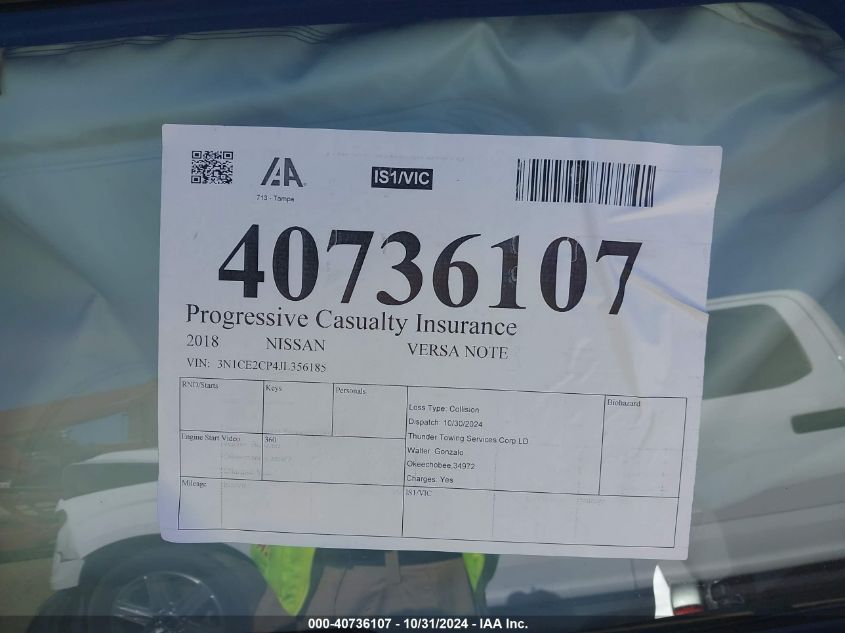 IAA
IS1/VIC
713 - Tampa
40736107
Progressive Casualty Insurance
2018 NISSAN VERSA NOTE
VIN: 3N1CE2CP4JL356185
RND/Starts
Keys
Personals
Loss Type: Collision
Dispatch: 10/30/2024
Thunder Towing Services Corp LD
Walter Gonzalo
Okeechobee,34972
Charges: Yes
Biohazard
Engine Start Video
360
Mileage
IS1/VIC
000-40736107 - 10/31/2024 - IAA Inc.